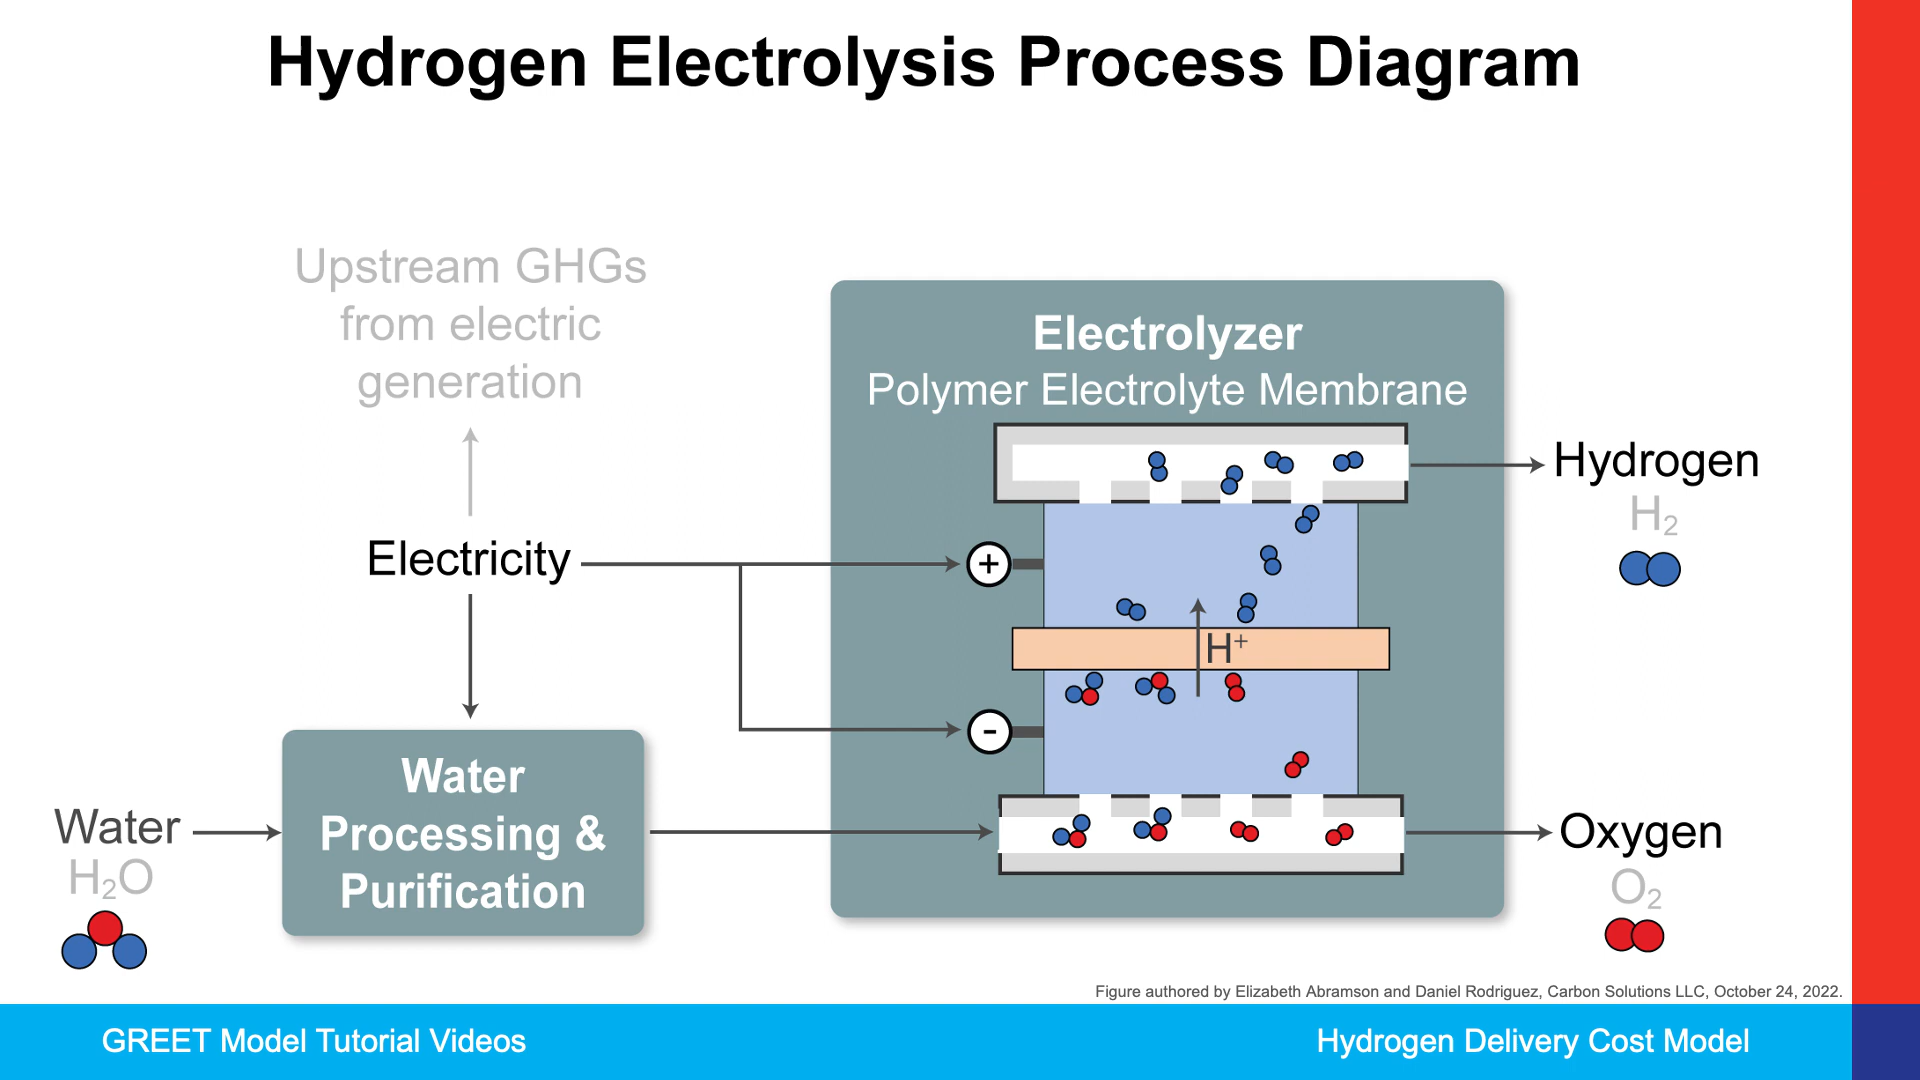 Hydrogen Electrolysis Process Diagram
Upstream GHGs
from electric
generation
Electrolyzer
Polymer Electrolyte Membrane
Hydrogen
H₂
Electricity
+
H⁺
-
Water
Processing &
Purification
Water
H₂O
Oxygen
O₂
Figure authored by Elizabeth Abramson and Daniel Rodriguez, Carbon Solutions LLC, October 24, 2022.
GREET Model Tutorial Videos
Hydrogen Delivery Cost Model